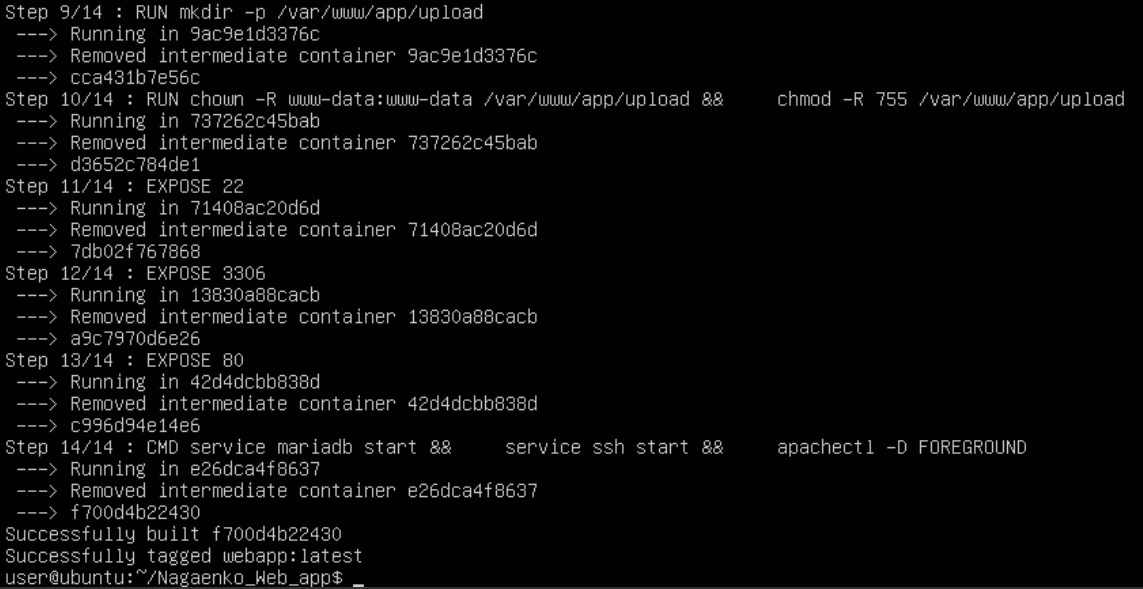 Step 9/14 : RUN mkdir -p /var/www/app/upload
 ---> Running in 9ac9e1d3376c
 ---> Removed intermediate container 9ac9e1d3376c
 ---> cca431b7e56c
Step 10/14 : RUN chown -R www-data:www-data /var/www/app/upload &&     chmod -R 755 /var/www/app/upload
 ---> Running in 737262c45bab
 ---> Removed intermediate container 737262c45bab
 ---> d3652c784de1
Step 11/14 : EXPOSE 22
 ---> Running in 71408ac20d6d
 ---> Removed intermediate container 71408ac20d6d
 ---> 7db02f767868
Step 12/14 : EXPOSE 3306
 ---> Running in 13830a88cacb
 ---> Removed intermediate container 13830a88cacb
 ---> a9c7970d6e26
Step 13/14 : EXPOSE 80
 ---> Running in 42d4dcbb838d
 ---> Removed intermediate container 42d4dcbb838d
 ---> c996d94e14e6
Step 14/14 : CMD service mariadb start &&     service ssh start &&     apachectl -D FOREGROUND
 ---> Running in e26dca4f8637
 ---> Removed intermediate container e26dca4f8637
 ---> f700d4b22430
Successfully built f700d4b22430
Successfully tagged webapp:latest
user@ubuntu:~/Nagaenko_Web_app$ _